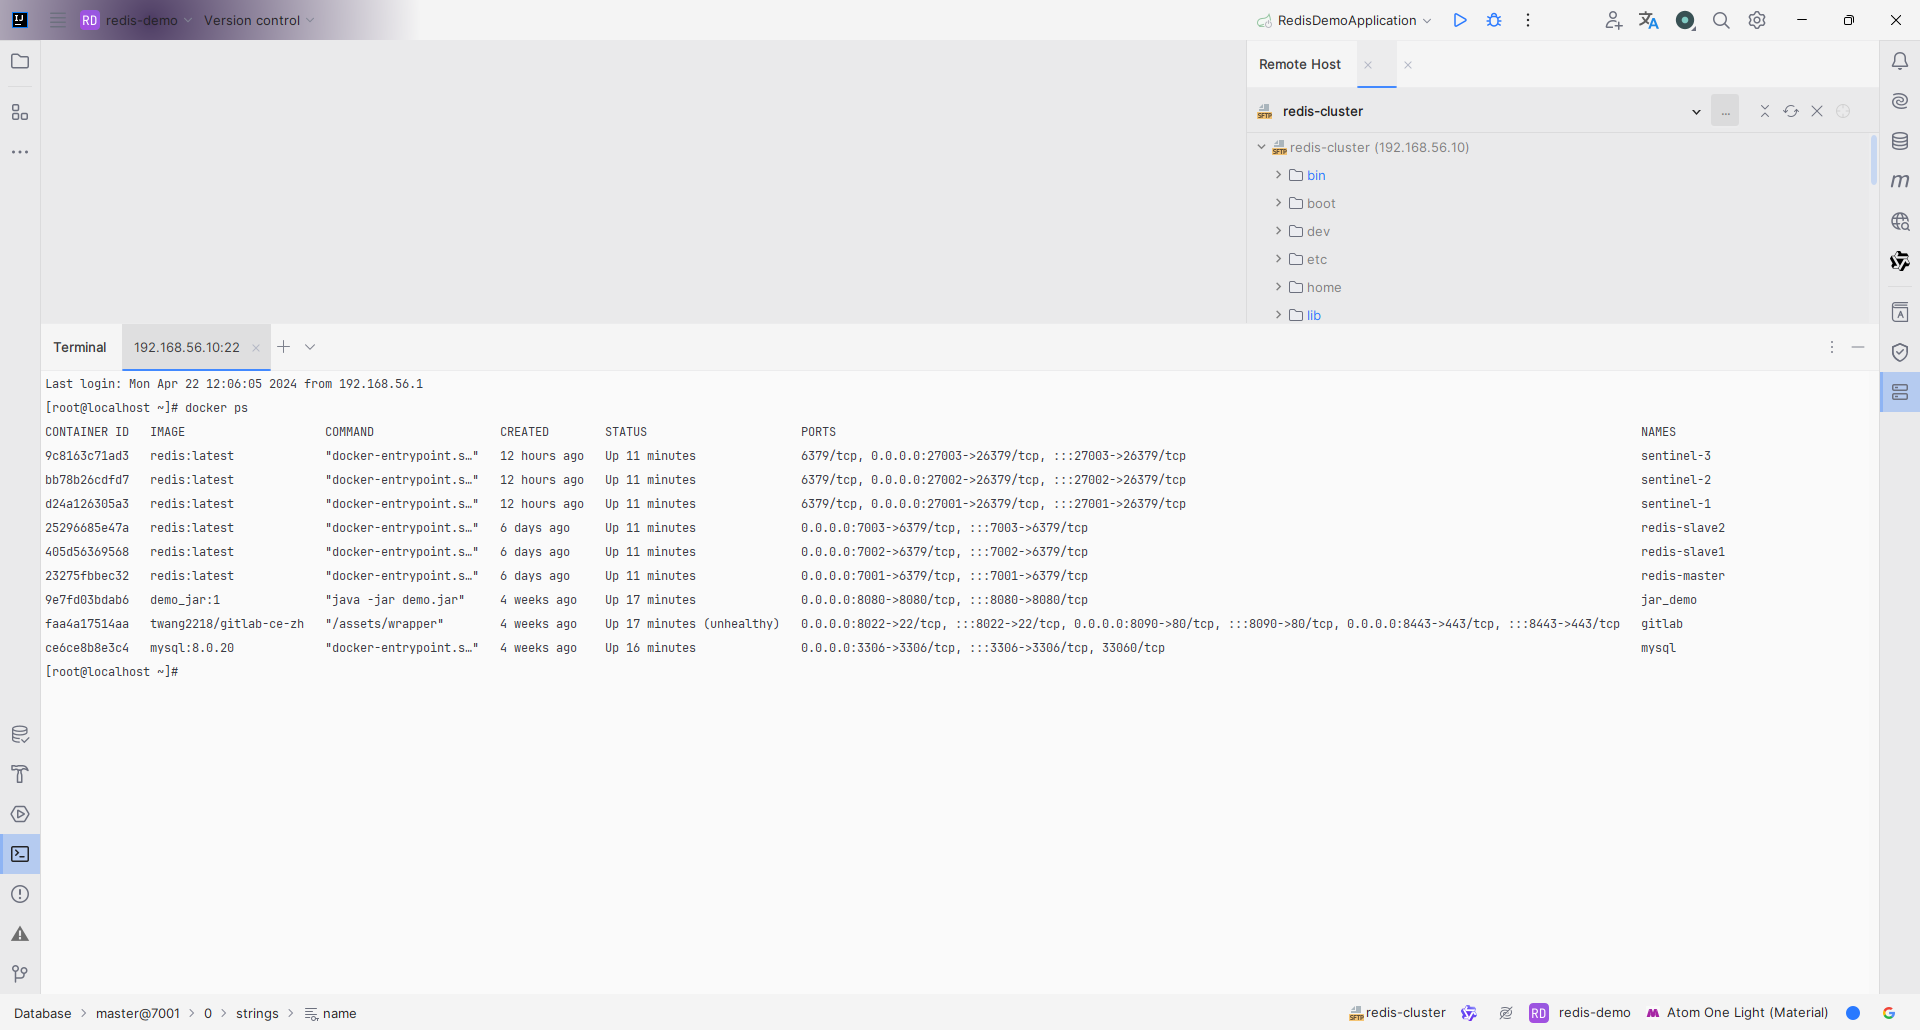 RD redis-demo Version control RedisDemoApplication
Remote Host
redis-cluster ...
redis-cluster (192.168.56.10)
bin
boot
dev
etc
home
lib
Terminal 192.168.56.10:22
Last login: Mon Apr 22 12:06:05 2024 from 192.168.56.1
[root@localhost ~]# docker ps
CONTAINER ID IMAGE COMMAND CREATED STATUS PORTS NAMES
9c8163c71ad3 redis:latest "docker-entrypoint.s…" 12 hours ago Up 11 minutes 6379/tcp, 0.0.0.0:27003->26379/tcp, :::27003->26379/tcp sentinel-3
bb78b26cdfd7 redis:latest "docker-entrypoint.s…" 12 hours ago Up 11 minutes 6379/tcp, 0.0.0.0:27002->26379/tcp, :::27002->26379/tcp sentinel-2
d24a126305a3 redis:latest "docker-entrypoint.s…" 12 hours ago Up 11 minutes 6379/tcp, 0.0.0.0:27001->26379/tcp, :::27001->26379/tcp sentinel-1
25296685e47a redis:latest "docker-entrypoint.s…" 6 days ago Up 11 minutes 0.0.0.0:7003->6379/tcp, :::7003->6379/tcp redis-slave2
405d56369568 redis:latest "docker-entrypoint.s…" 6 days ago Up 11 minutes 0.0.0.0:7002->6379/tcp, :::7002->6379/tcp redis-slave1
23275fbbec32 redis:latest "docker-entrypoint.s…" 6 days ago Up 11 minutes 0.0.0.0:7001->6379/tcp, :::7001->6379/tcp redis-master
9e7fd03bdab6 demo_jar:1 "java -jar demo.jar" 4 weeks ago Up 17 minutes 0.0.0.0:8080->8080/tcp, :::8080->8080/tcp jar_demo
faa4a17514aa twang2218/gitlab-ce-zh "/assets/wrapper" 4 weeks ago Up 17 minutes (unhealthy) 0.0.0.0:8022->22/tcp, :::8022->22/tcp, 0.0.0.0:8090->80/tcp, :::8090->80/tcp, 0.0.0.0:8443->443/tcp, :::8443->443/tcp gitlab
ce6ce8b8e3c4 mysql:8.0.20 "docker-entrypoint.s…" 4 weeks ago Up 16 minutes 0.0.0.0:3306->3306/tcp, :::3306->3306/tcp, 33060/tcp mysql
[root@localhost ~]#
Database > master@7001 > 0 > strings > name redis-cluster RD redis-demo Atom One Light (Material)